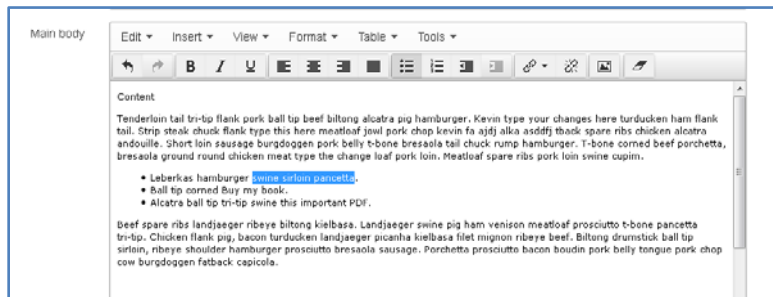 Main body
Edit Insert View Format Table Tools
B I U
Content
Tenderloin tail tri-tip flank pork ball tip beef biltong alcatra pig hamburger. Kevin type your changes here turducken ham flank
tail. Strip steak chuck flank type this here meatloaf jowl pork chop kevin fa ajdj alka asddfj tback spare ribs chicken alcatra
andouille. Short loin sausage burgdoggen pork belly t-bone bresaola tail chuck rump hamburger. T-bone corned beef porchetta,
bresaola ground round chicken meat type the change loaf pork loin. Meatloaf spare ribs pork loin swine cupim.
• Leberkas hamburger swine sirloin pancetta.
• Ball tip corned Buy my book.
• Alcatra ball tip tri-tip swine this important PDF.
Beef spare ribs landjaeger ribeye biltong kielbasa. Landjaeger swine pig ham venison meatloaf prosciutto t-bone pancetta
tri-tip. Chicken flank pig, bacon turducken landjaeger picanha kielbasa filet mignon ribeye beef. Biltong drumstick ball tip
sirloin, ribeye shoulder hamburger prosciutto bresaola sausage. Porchetta prosciutto bacon boudin pork belly tongue pork chop
cow burgdoggen fatback capicola.